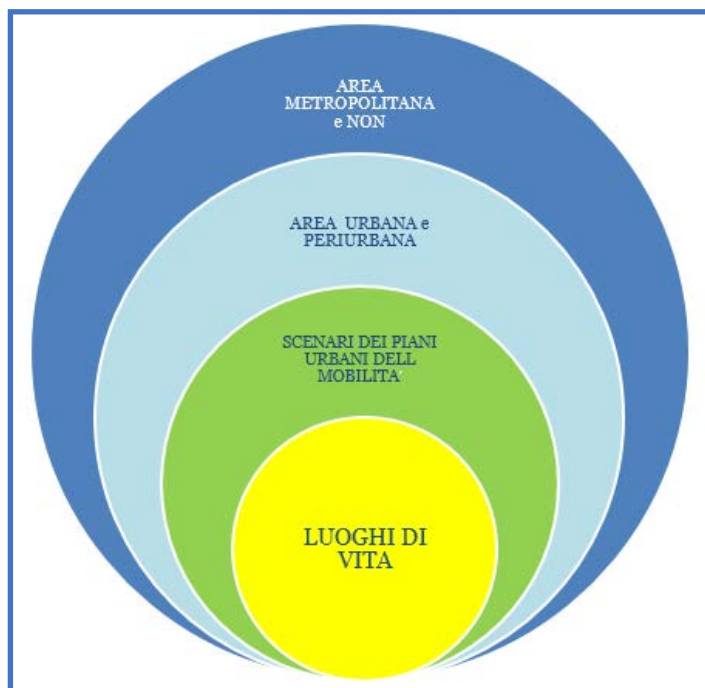 AREA
METROPOLITANA
e NON
AREA URBANA e
PERIURBANA
SCENARI DEI PIANI
URBANI DELL
MOBILITA'
LUOGHI DI
VITA